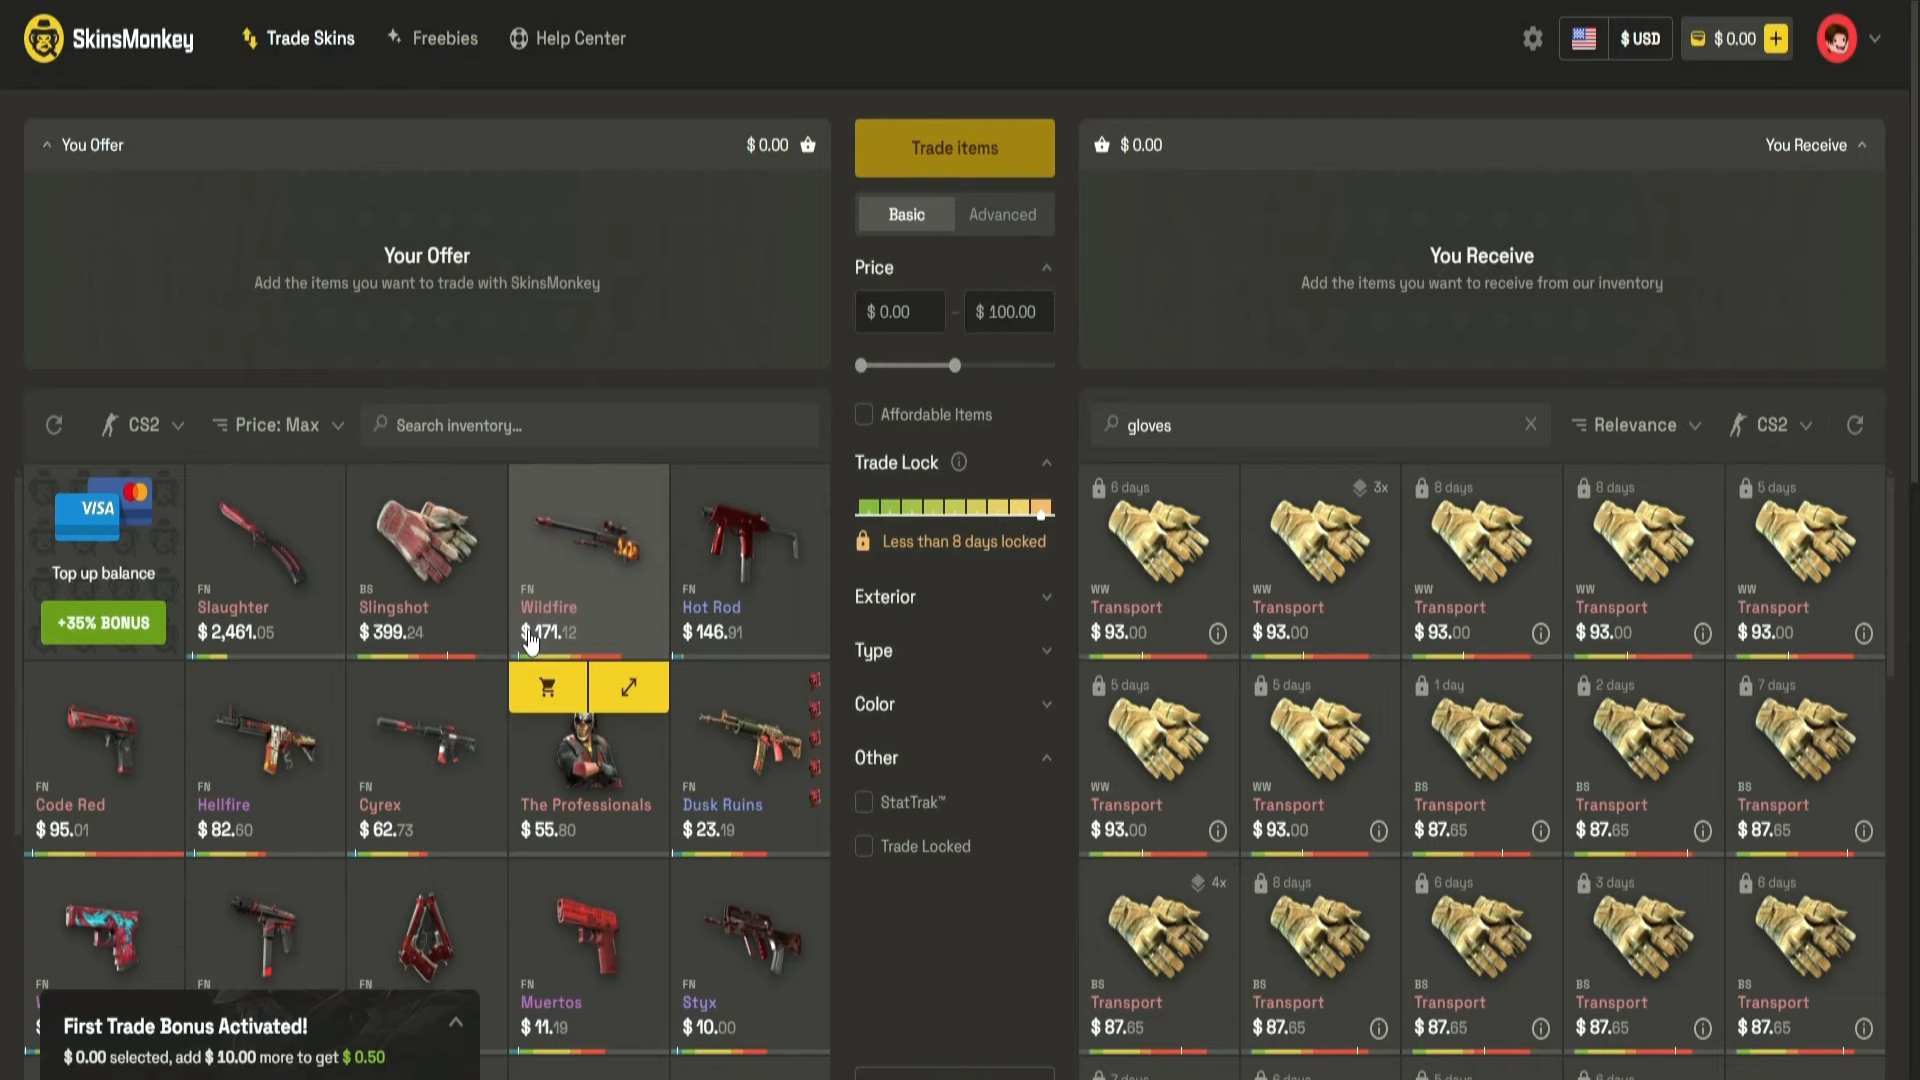 SkinsMonkey
Trade Skins
Freebies
Help Center
$ USD
$ 0.00
You Offer
$ 0.00
Your Offer
Add the items you want to trade with SkinsMonkey
Trade items
Basic
Advanced
Price
$ 0.00
-
$ 100.00
Affordable Items
Trade Lock
Less than 8 days locked
Exterior
Type
Color
Other
StatTrak™
Trade Locked
$ 0.00
You Receive
You Receive
Add the items you want to receive from our inventory
CS2
Price: Max
Search inventory...
VISA
Top up balance
+35% BONUS
FN
Slaughter
$ 2,461.05
BS
Slingshot
$ 399.24
FN
Wildfire
$ 171.12
FN
Hot Rod
$ 146.91
FN
Code Red
$ 95.01
FN
Hellfire
$ 82.60
FN
Cyrex
$ 62.73
The Professionals
$ 55.80
FN
Dusk Ruins
$ 23.19
FN
FN
FN
FN
Muertos
$ 11.19
FN
Styx
$ 10.00
First Trade Bonus Activated!
$ 0.00 selected, add $ 10.00 more to get $ 0.50
gloves
Relevance
CS2
6 days
WW
Transport
$ 93.00
3x
WW
Transport
$ 93.00
8 days
WW
Transport
$ 93.00
8 days
WW
Transport
$ 93.00
5 days
WW
Transport
$ 93.00
5 days
WW
Transport
$ 93.00
5 days
WW
Transport
$ 93.00
1 day
BS
Transport
$ 87.65
2 days
BS
Transport
$ 87.65
7 days
BS
Transport
$ 87.65
4x
BS
Transport
$ 87.65
8 days
BS
Transport
$ 87.65
6 days
BS
Transport
$ 87.65
3 days
BS
Transport
$ 87.65
6 days
BS
Transport
$ 87.65